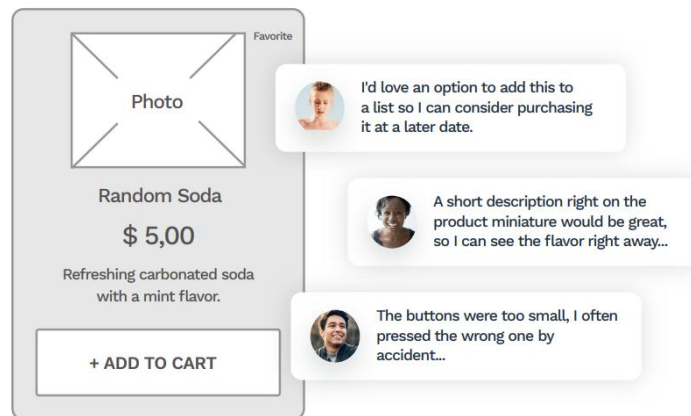 Favorite
Photo
Random Soda
$ 5,00
Refreshing carbonated soda
with a mint flavor.
+ ADD TO CART
I'd love an option to add this to
a list so I can consider purchasing
it at a later date.
A short description right on the
product miniature would be great,
so I can see the flavor right away...
The buttons were too small, I often
pressed the wrong one by
accident...